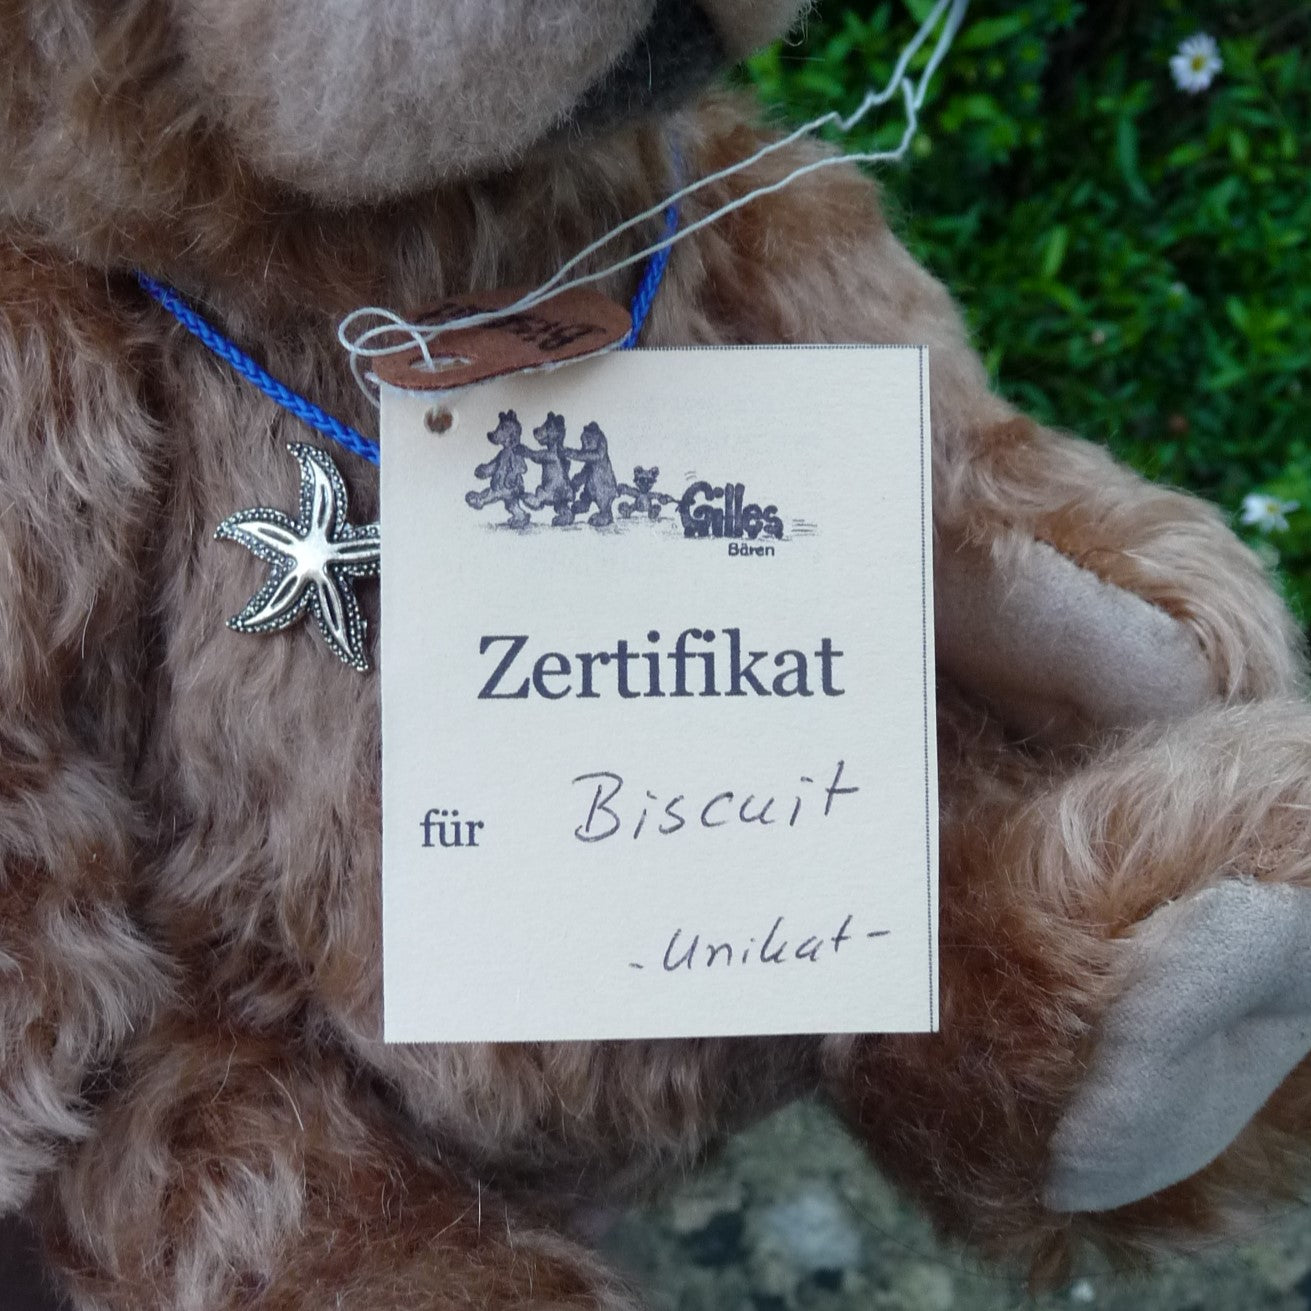 Gilles
Bären
Zertifikat
für Biscuit
- Unikat -